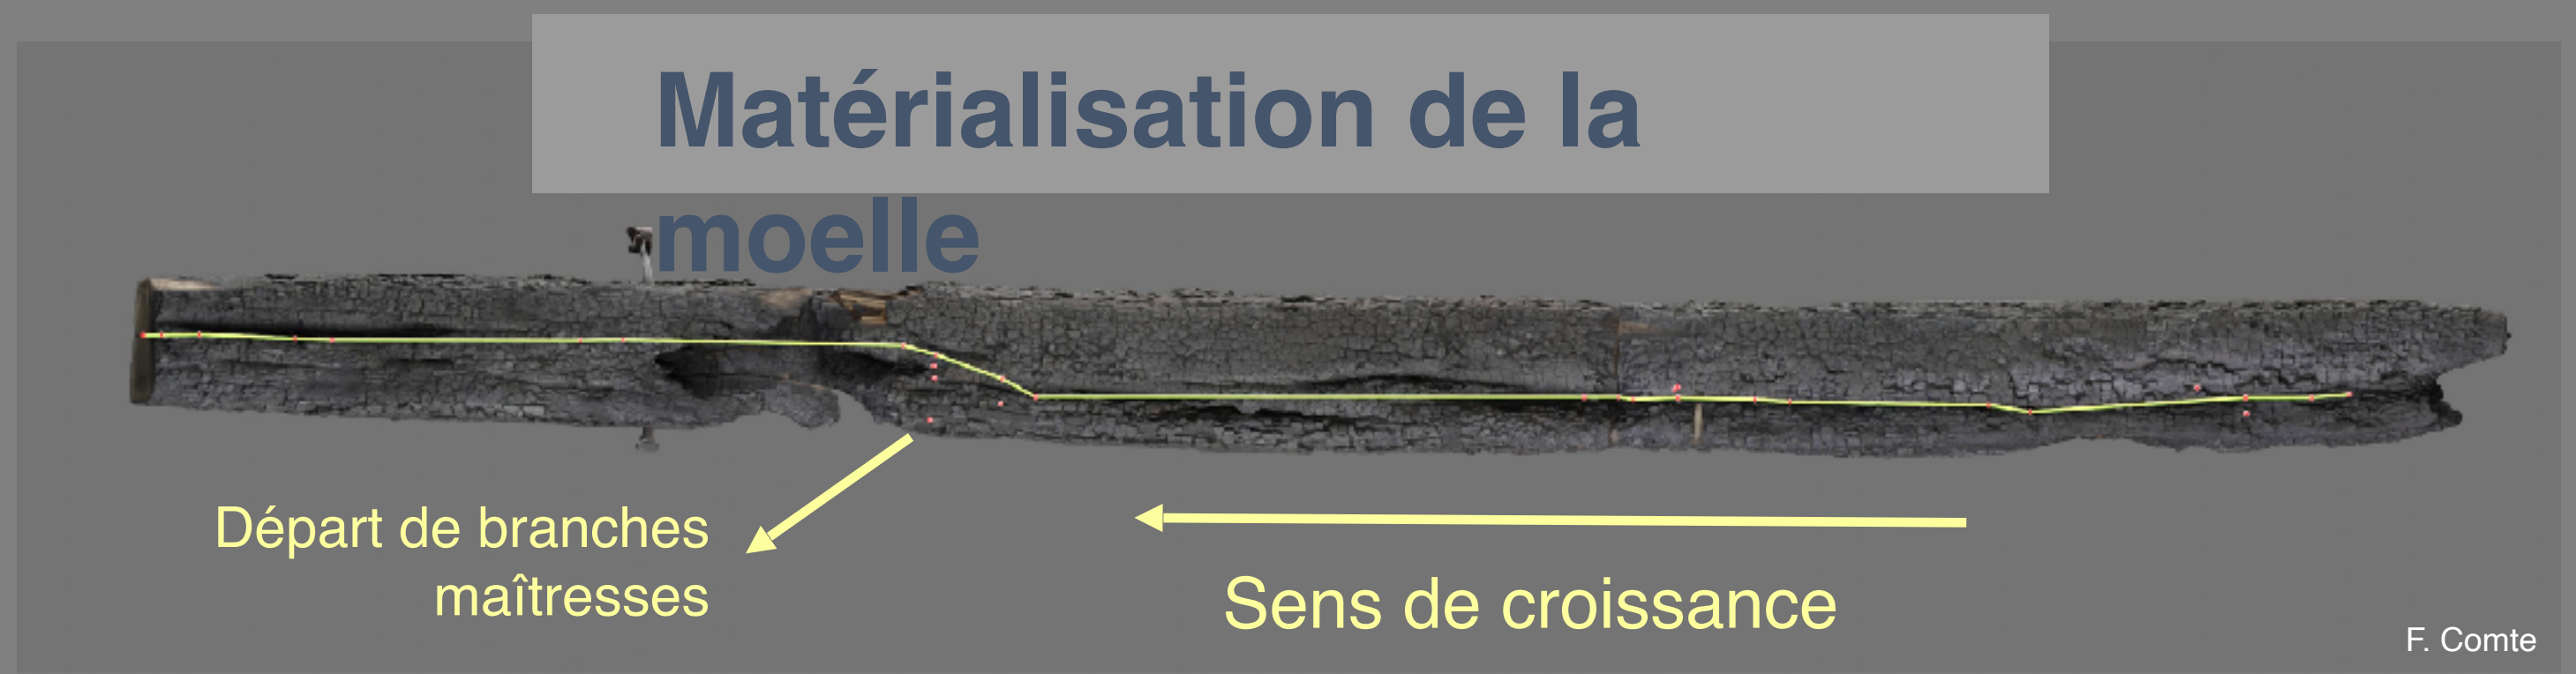 Matérialisation de la
moelle
Départ de branches
maîtresses
Sens de croissance
F. Comte